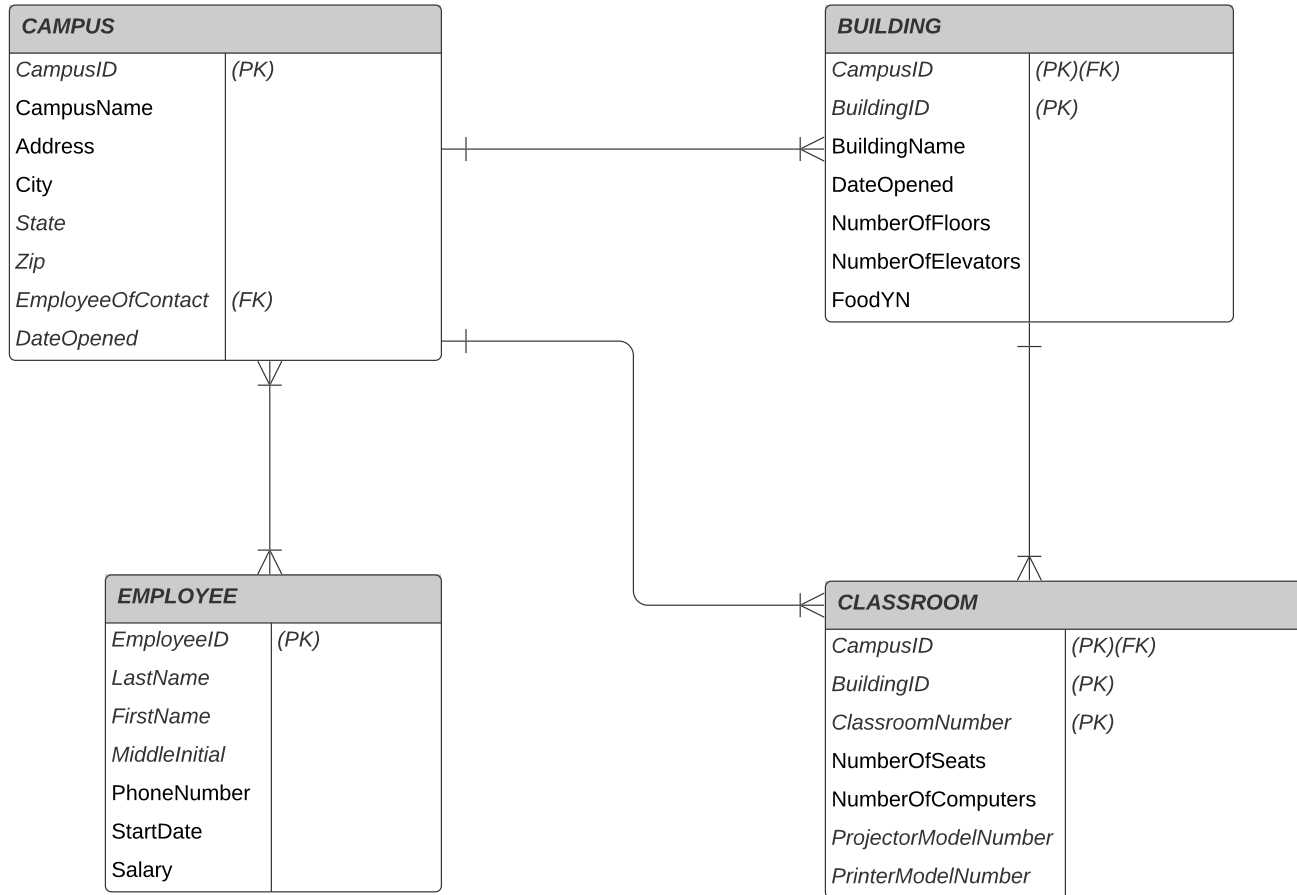 CAMPUS
CampusID (PK)
CampusName
Address
City
State
Zip
EmployeeOfContact (FK)
DateOpened
BUILDING
CampusID (PK)(FK)
BuildingID (PK)
BuildingName
DateOpened
NumberOfFloors
NumberOfElevators
FoodYN
EMPLOYEE
EmployeeID (PK)
LastName
FirstName
MiddleInitial
PhoneNumber
StartDate
Salary
CLASSROOM
CampusID (PK)(FK)
BuildingID (PK)
ClassroomNumber (PK)
NumberOfSeats
NumberOfComputers
ProjectorModelNumber
PrinterModelNumber